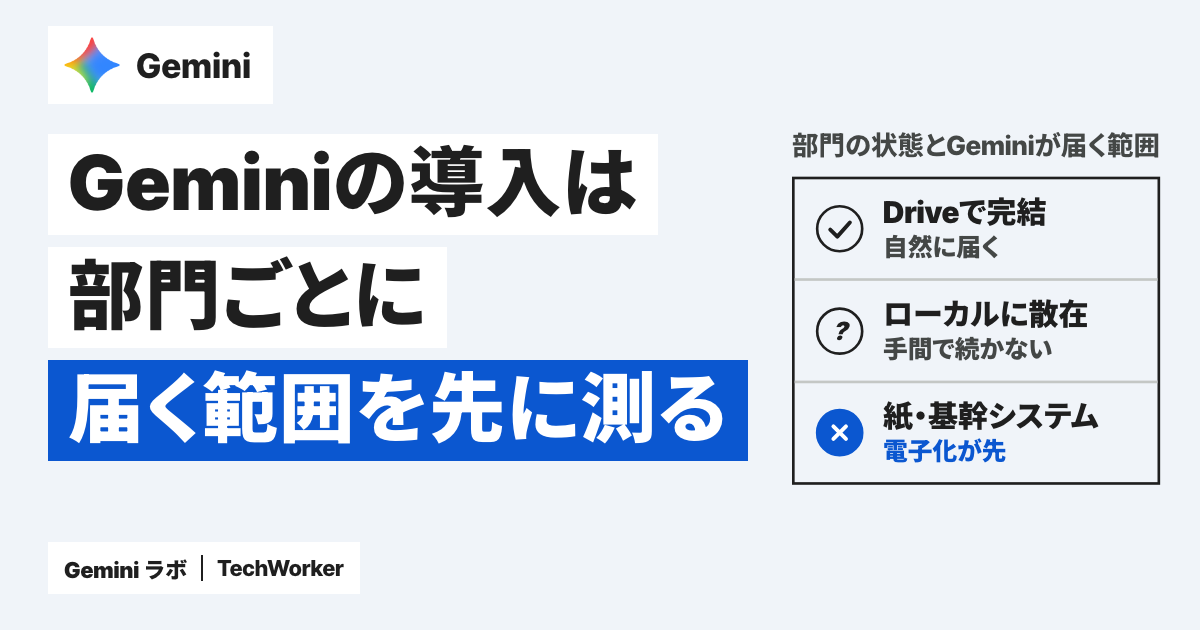 Gemini
Geminiの導入は
部門ごとに
届く範囲を先に測る
部門の状態とGeminiが届く範囲
Driveで完結
自然に届く
?
ローカルに散在
手間で続かない
紙・基幹システム
電子化が先
Gemini ラボ | TechWorker